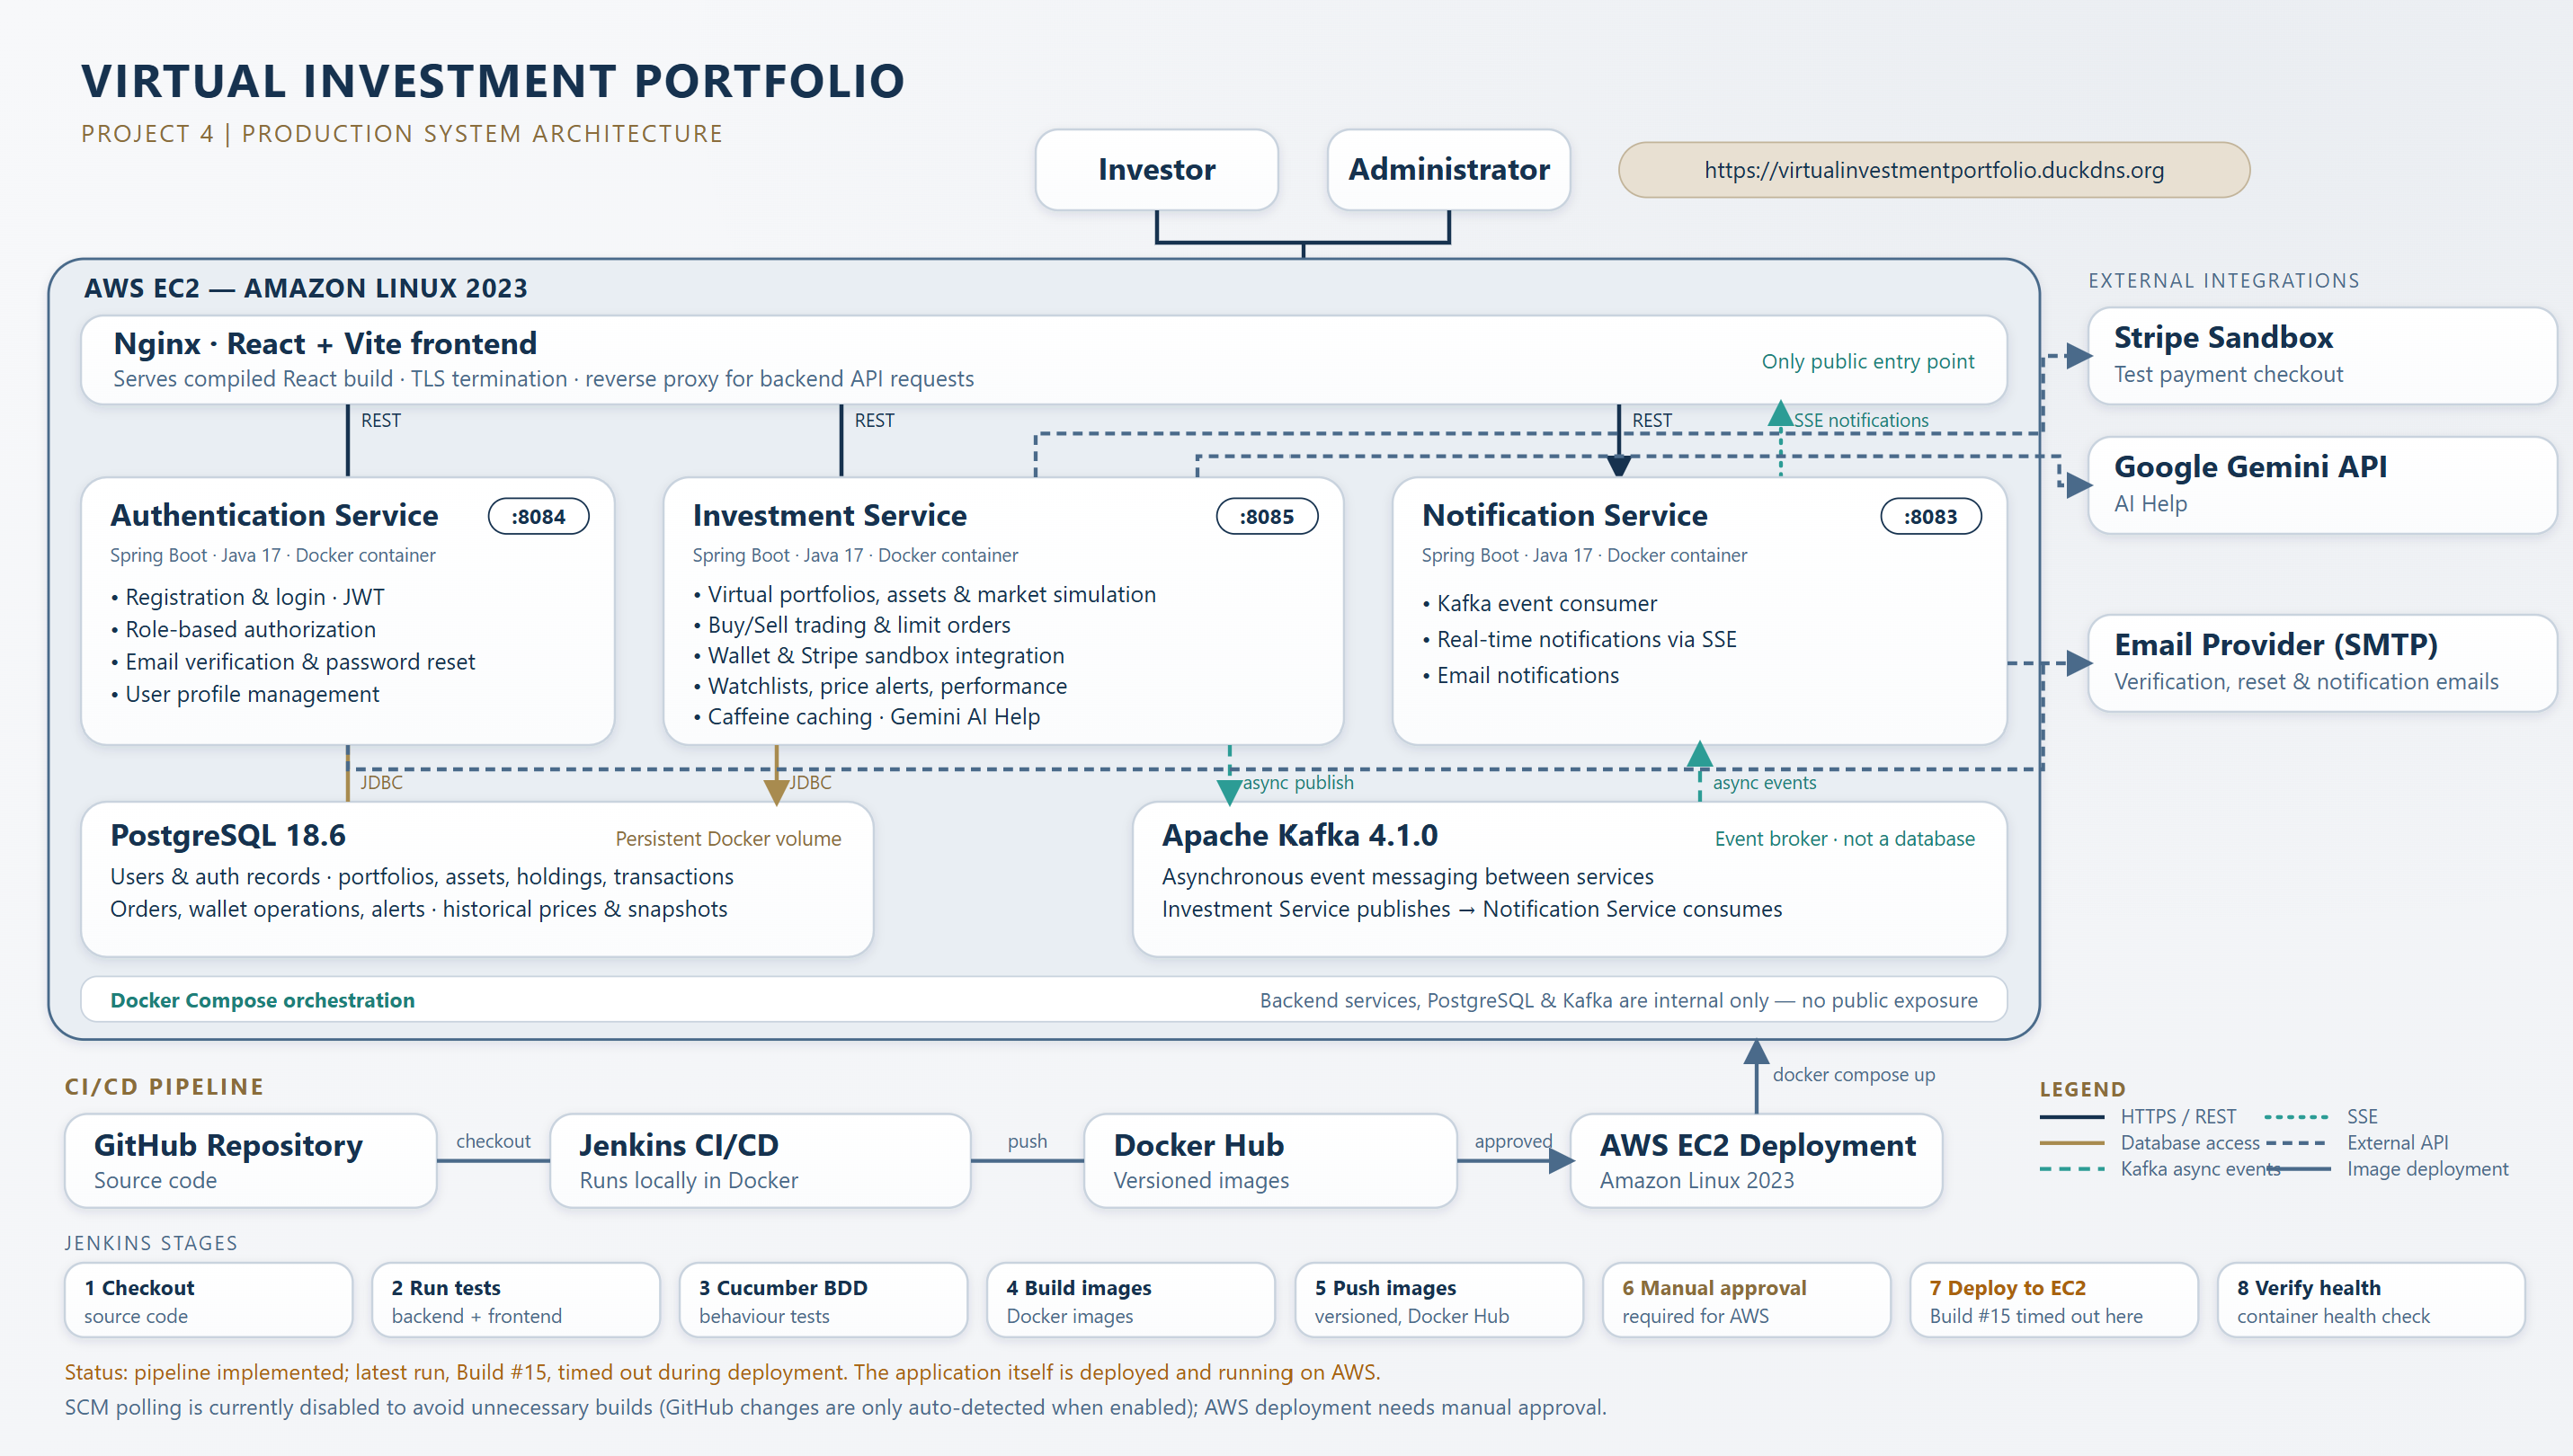 VIRTUAL INVESTMENT PORTFOLIO
PROJECT 4 | PRODUCTION SYSTEM ARCHITECTURE
Investor
Administrator
https://virtualinvestmentportfolio.duckdns.org
AWS EC2 — AMAZON LINUX 2023
Nginx · React + Vite frontend
Serves compiled React build · TLS termination · reverse proxy for backend API requests
Only public entry point
EXTERNAL INTEGRATIONS
Stripe Sandbox
Test payment checkout
Google Gemini API
AI Help
Email Provider (SMTP)
Verification, reset & notification emails
REST
REST
REST
SSE notifications
Authentication Service
:8084
Spring Boot · Java 17 · Docker container
• Registration & login · JWT
• Role-based authorization
• Email verification & password reset
• User profile management
Investment Service
:8085
Spring Boot · Java 17 · Docker container
• Virtual portfolios, assets & market simulation
• Buy/Sell trading & limit orders
• Wallet & Stripe sandbox integration
• Watchlists, price alerts, performance
• Caffeine caching · Gemini AI Help
Notification Service
:8083
Spring Boot · Java 17 · Docker container
• Kafka event consumer
• Real-time notifications via SSE
• Email notifications
JDBC
JDBC
async publish
async events
PostgreSQL 18.6
Persistent Docker volume
Users & auth records · portfolios, assets, holdings, transactions
Orders, wallet operations, alerts · historical prices & snapshots
Apache Kafka 4.1.0
Event broker · not a database
Asynchronous event messaging between services
Investment Service publishes → Notification Service consumes
Docker Compose orchestration
Backend services, PostgreSQL & Kafka are internal only — no public exposure
CI/CD PIPELINE
docker compose up
GitHub Repository
Source code
checkout
Jenkins CI/CD
Runs locally in Docker
push
Docker Hub
Versioned images
approved
AWS EC2 Deployment
Amazon Linux 2023
LEGEND
HTTPS / REST
SSE
Database access
External API
Kafka async events
Image deployment
JENKINS STAGES
1 Checkout
source code
2 Run tests
backend + frontend
3 Cucumber BDD
behaviour tests
4 Build images
Docker images
5 Push images
versioned, Docker Hub
6 Manual approval
required for AWS
7 Deploy to EC2
Build #15 timed out here
8 Verify health
container health check
Status: pipeline implemented; latest run, Build #15, timed out during deployment. The application itself is deployed and running on AWS.
SCM polling is currently disabled to avoid unnecessary builds (GitHub changes are only auto-detected when enabled); AWS deployment needs manual approval.